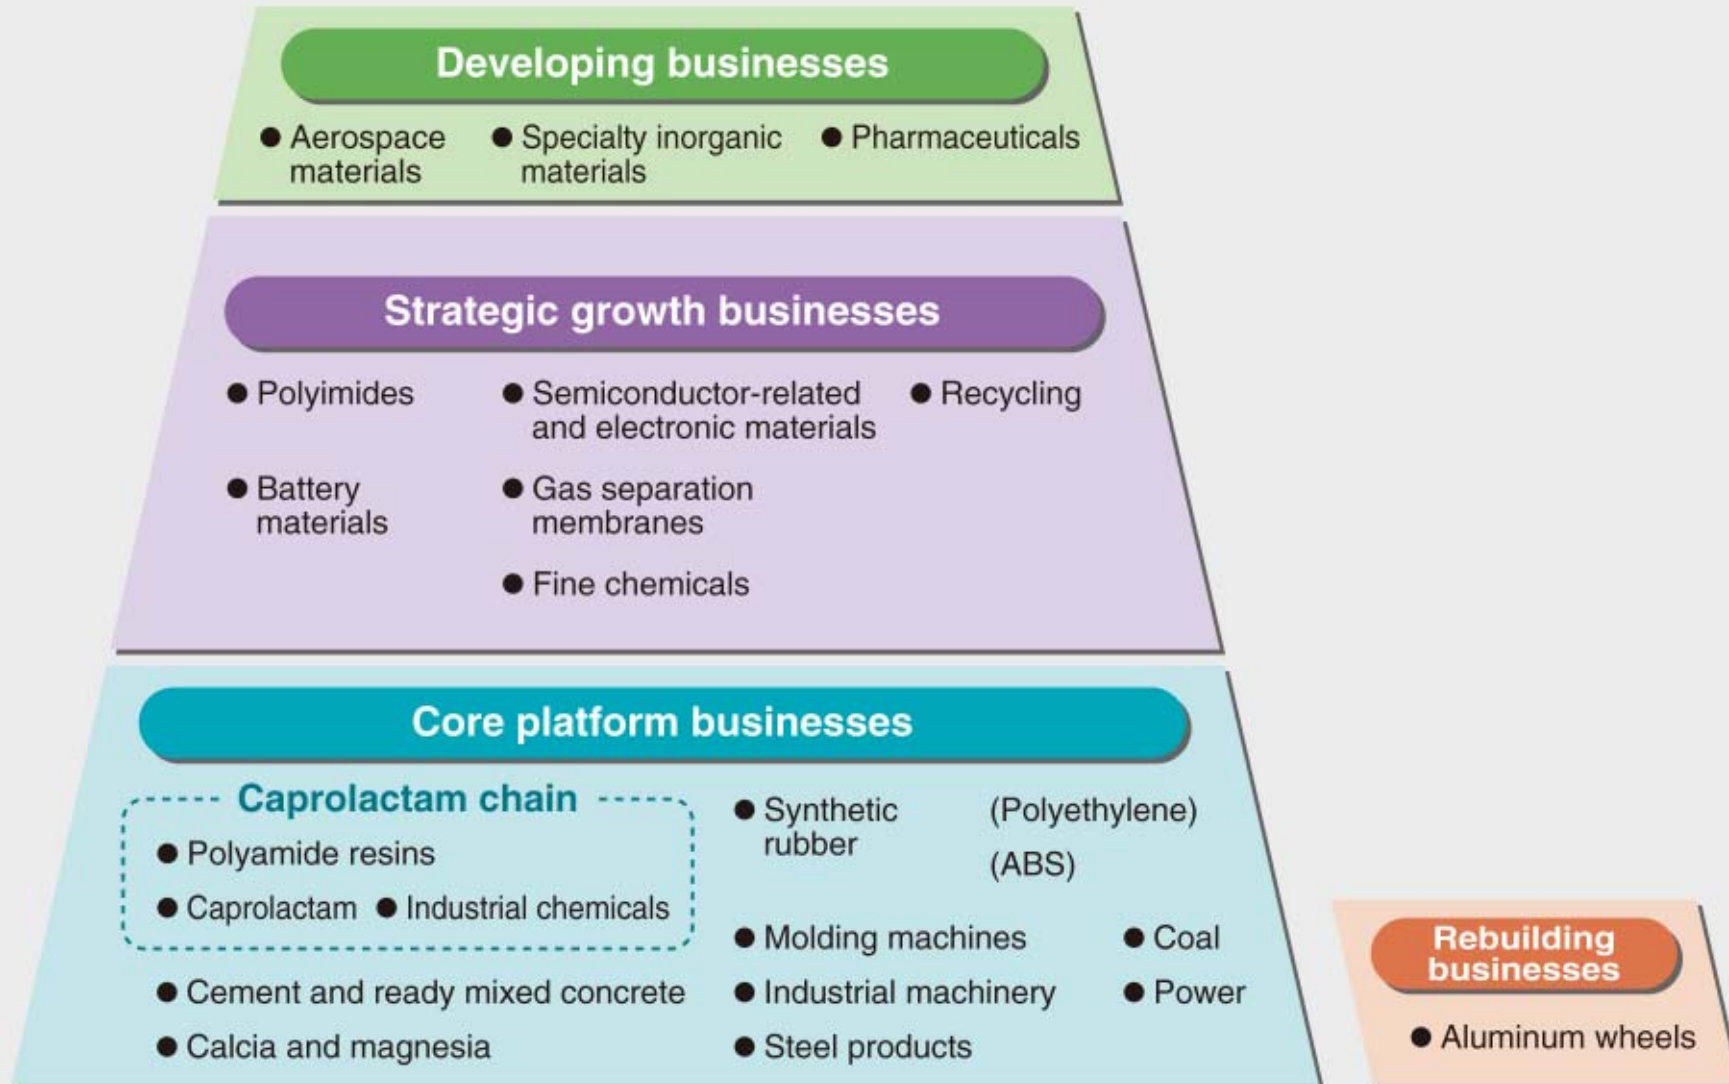 Developing businesses
● Aerospace materials
● Specialty inorganic materials
● Pharmaceuticals
Strategic growth businesses
● Polyimides
● Semiconductor-related and electronic materials
● Recycling
● Battery materials
● Gas separation membranes
● Fine chemicals
Core platform businesses
Caprolactam chain
● Polyamide resins
● Caprolactam ● Industrial chemicals
● Cement and ready mixed concrete
● Calcia and magnesia
● Synthetic rubber
(Polyethylene)
(ABS)
● Molding machines
● Coal
● Industrial machinery
● Power
● Steel products
Rebuilding
businesses
● Aluminum wheels